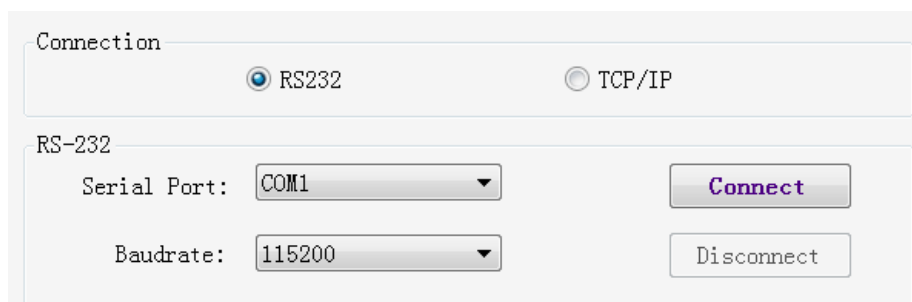 Connection
RS232 TCP/IP
RS-232
Serial Port: COM1 Connect
Baudrate: 115200 Disconnect